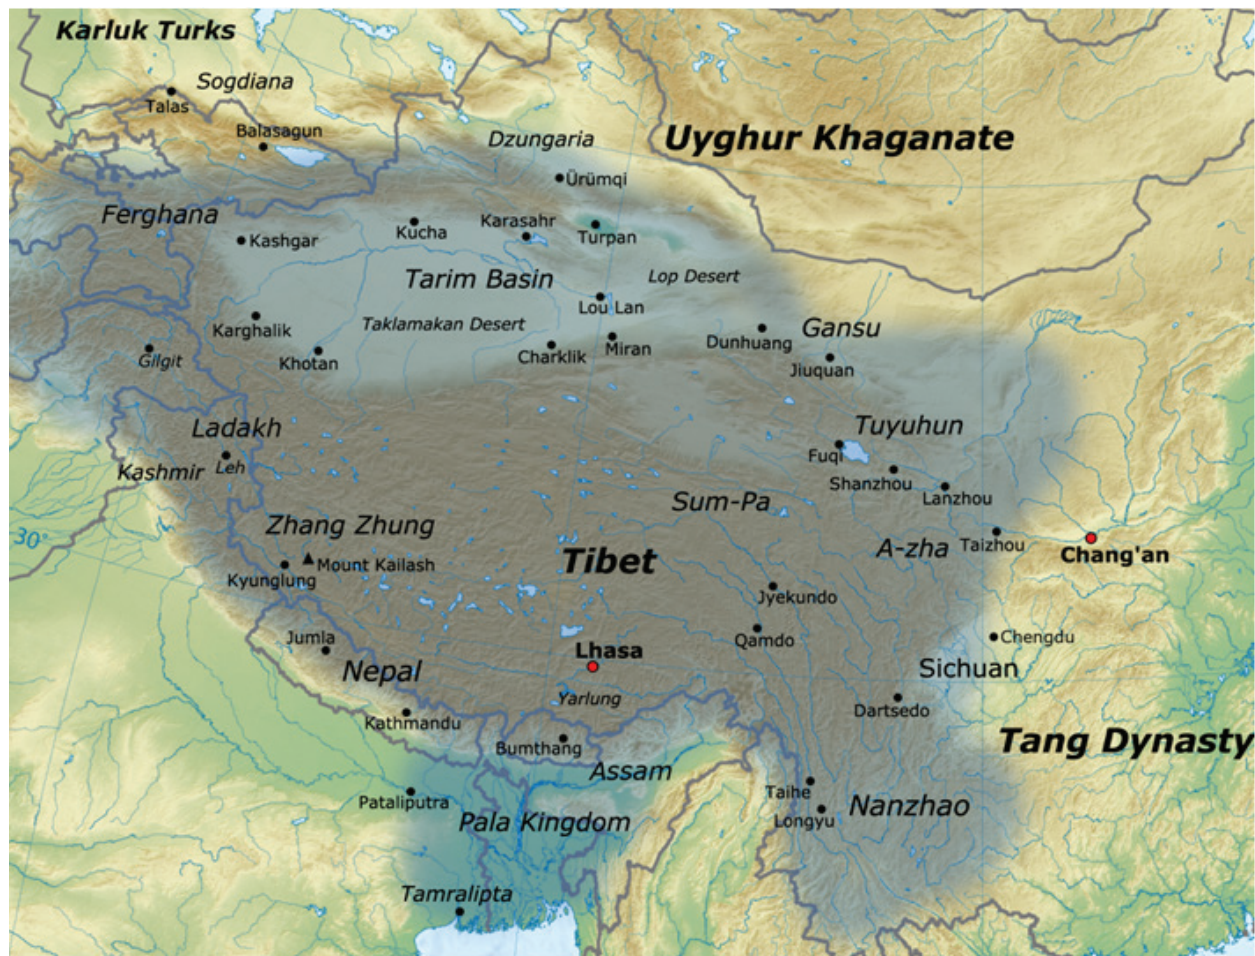 Karluk Turks
Sogdiana
Talas
Balasagun
Dzungaria
Uyghur Khaganate
Ürümqi
Ferghana
Kashgar
Kucha
Karasahr
Turpan
Tarim Basin
Lop Desert
Lou Lan
Karghalik
Taklamakan Desert
Gansu
Khotan
Charklik
Miran
Dunhuang
Jiuquan
Gilgit
Ladakh
Tuyuhun
Kashmir
Leh
Fuqi
Shanzhou
Lanzhou
Sum-Pa
Zhang Zhung
30°
Tibet
A-zha
Taizhou
Chang'an
Mount Kailash
Kyunglung
Jyekundo
Qamdo
Jumla
Chengdu
Lhasa
Nepal
Sichuan
Yarlung
Dartsedo
Kathmandu
Bumthang
Tang Dynasty
Assam
Taihe
Pataliputra
Longyu
Nanzhao
Pala Kingdom
Tamralipta